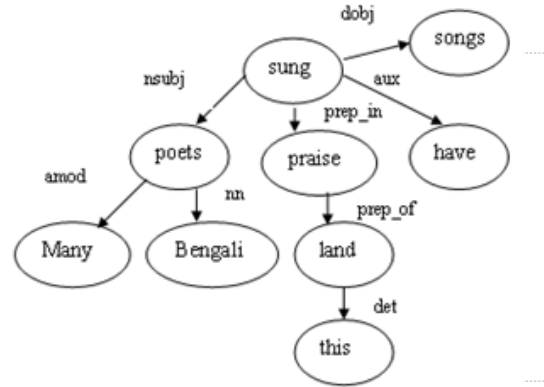 dobj
songs
sung
nsubj
aux
prep_in
poets
praise
have
amod
nn
prep_of
Many
Bengali
land
det
this